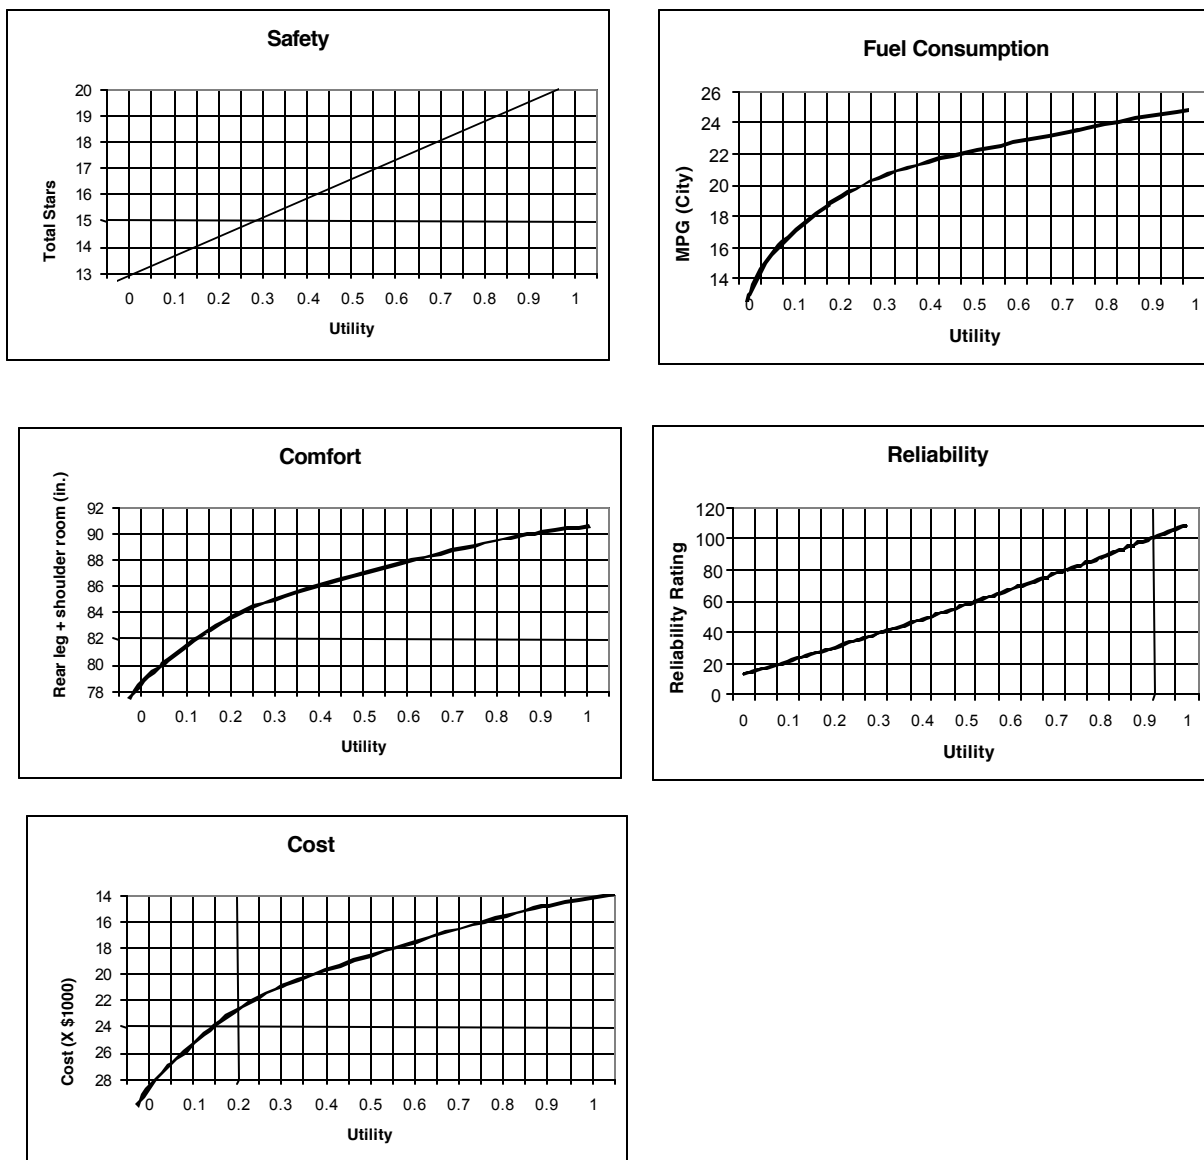 Safety
Total Stars
20
19
18
17
16
15
14
13
0 0.1 0.2 0.3 0.4 0.5 0.6 0.7 0.8 0.9 1
Utility
Fuel Consumption
MPG (City)
26
24
22
20
18
16
14
0 0.1 0.2 0.3 0.4 0.5 0.6 0.7 0.8 0.9 1
Utility
Comfort
Rear leg + shoulder room (in.)
92
90
88
86
84
82
80
78
0 0.1 0.2 0.3 0.4 0.5 0.6 0.7 0.8 0.9 1
Utility
Reliability
Reliability Rating
120
100
80
60
40
20
0
0 0.1 0.2 0.3 0.4 0.5 0.6 0.7 0.8 0.9 1
Utility
Cost
Cost (X $1000)
14
16
18
20
22
24
26
28
0 0.1 0.2 0.3 0.4 0.5 0.6 0.7 0.8 0.9 1
Utility